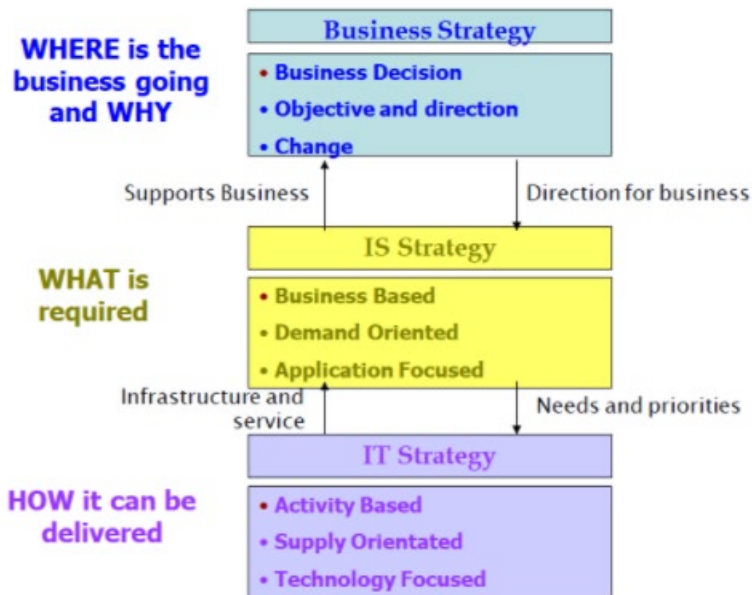 Business Strategy
WHERE is the
business going
and WHY
• Business Decision
• Objective and direction
• Change
Supports Business
Direction for business
IS Strategy
WHAT is
required
• Business Based
• Demand Oriented
• Application Focused
Infrastructure and
service
Needs and priorities
IT Strategy
HOW it can be
delivered
• Activity Based
• Supply Orientated
• Technology Focused